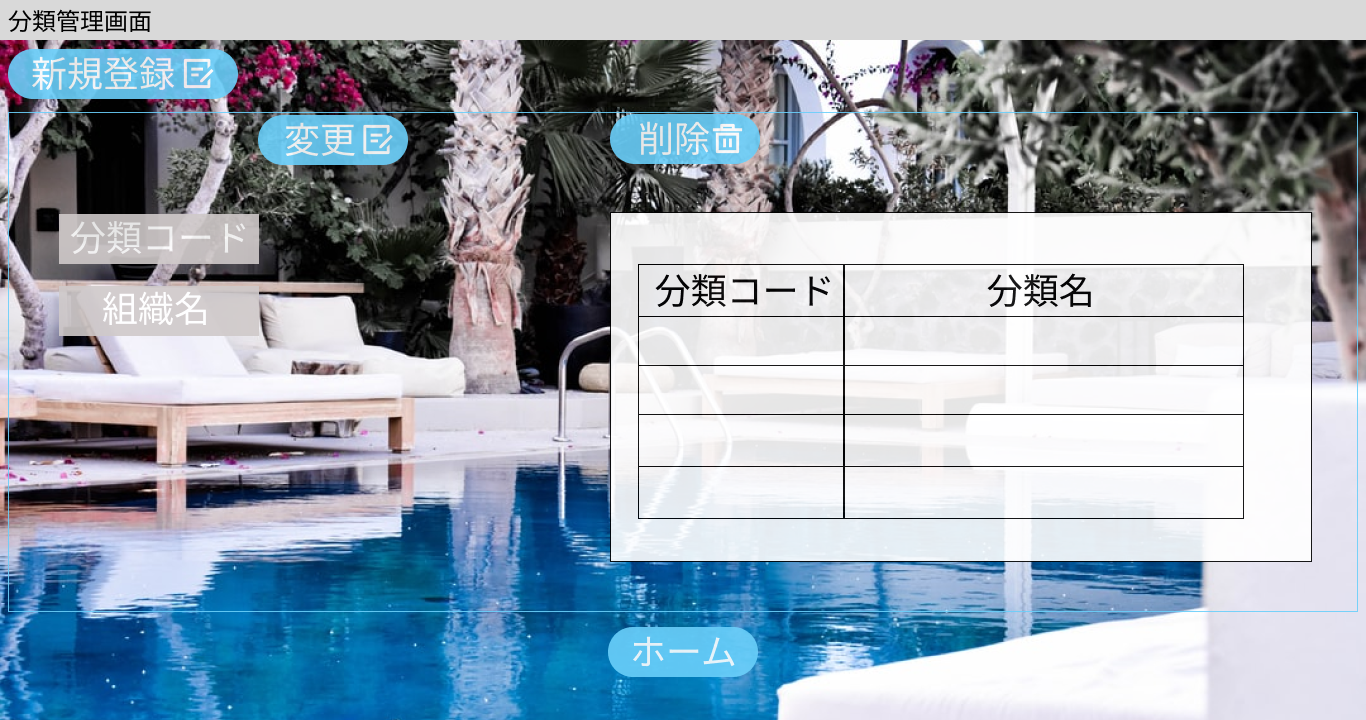 分類管理画面
新規登録
変更
削除
分類コード
組織名
分類コード 分類名
ホーム